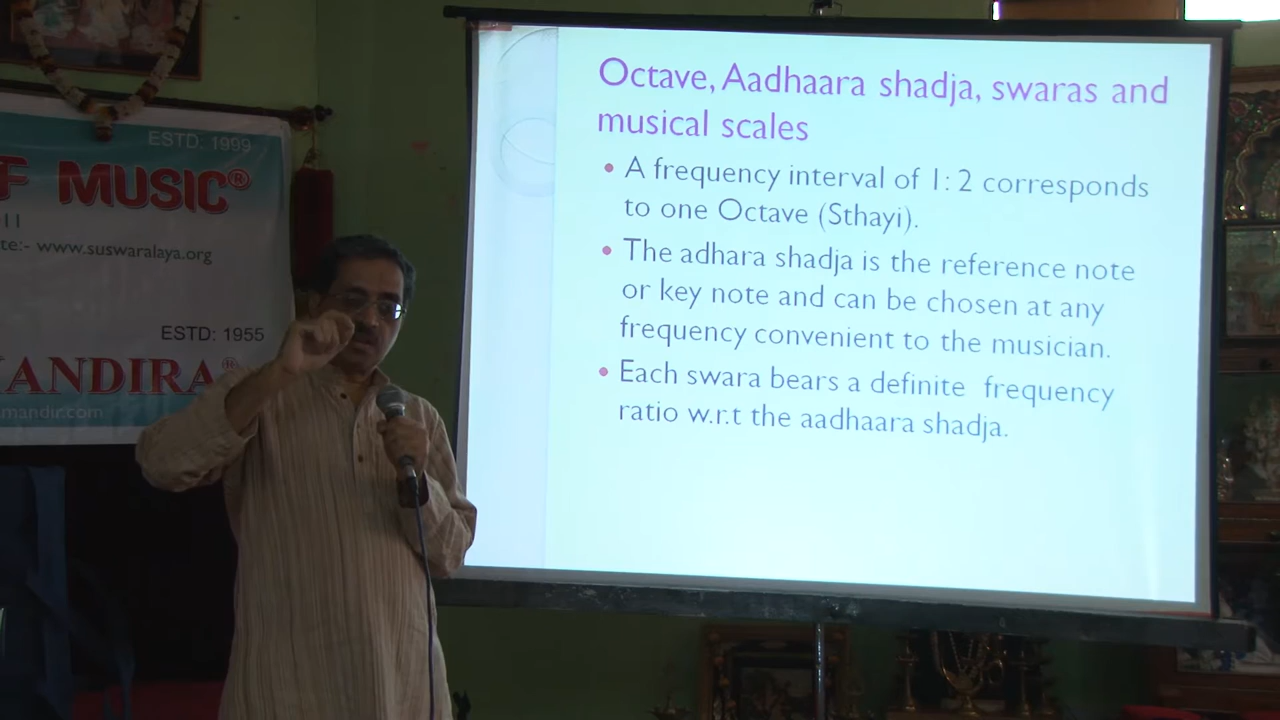 ESTD. 1999
F MUSIC®
te:- www.suswaralaya.org
ESTD: 1955
ANDIRA®
mandir.com
Octave, Aadhaara shadja, swaras and
musical scales
• A frequency interval of 1: 2 corresponds
to one Octave (Sthayi).
• The adhara shadja is the reference note
or key note and can be chosen at any
frequency convenient to the musician.
• Each swara bears a definite frequency
ratio w.r.t the aadhaara shadja.